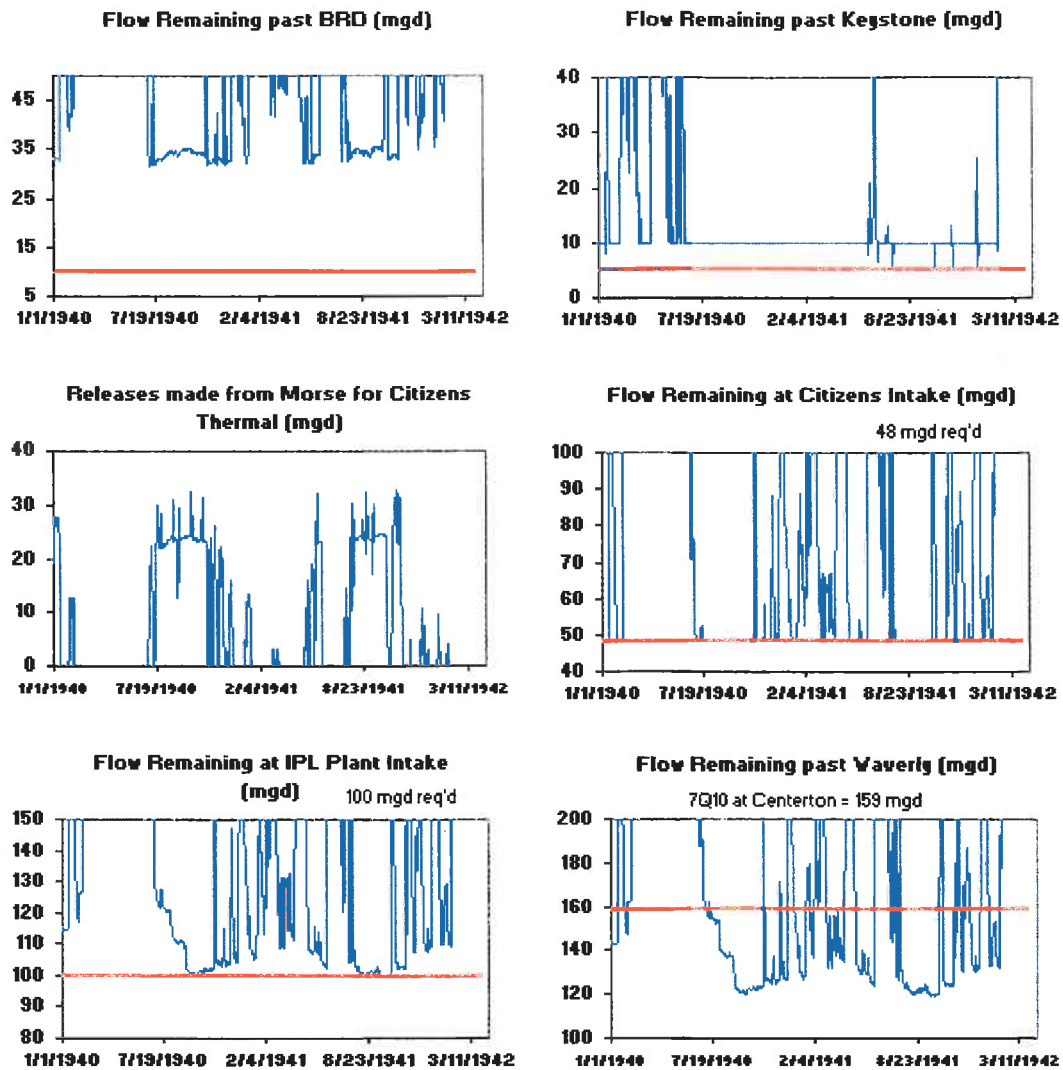 Flow Remaining past BRD (mgd)
45
35
25
15
5
1/1/1940 7/19/1940 2/4/1941 8/23/1941 3/11/1942
Flow Remaining past Keystone (mgd)
40
30
20
10
0
1/1/1940 7/19/1940 2/4/1941 8/23/1941 3/11/1942
Releases made from Morse for Citizens
Thermal (mgd)
40
30
20
10
0
1/1/1940 7/19/1940 2/4/1941 8/23/1941 3/11/1942
Flow Remaining at Citizens Intake (mgd)
48 mgd req'd
100
90
80
70
60
50
40
1/1/1940 7/19/1940 2/4/1941 8/23/1941 3/11/1942
Flow Remaining at IPL Plant Intake
(mgd)
100 mgd req'd
150
140
130
120
110
100
90
80
1/1/1940 7/19/1940 2/4/1941 8/23/1941 3/11/1942
Flow Remaining past Waverly (mgd)
7Q10 at Centerton = 159 mgd
200
180
160
140
120
100
1/1/1940 7/19/1940 2/4/1941 8/23/1941 3/11/1942